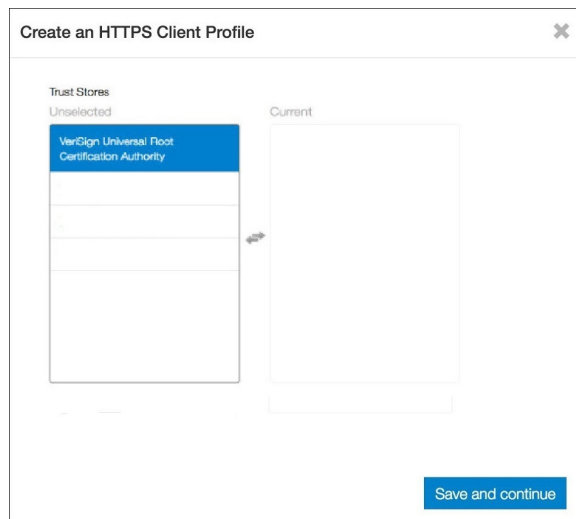 Create an HTTPS Client Profile
Trust Stores
Unselected
Current
VeriSign Universal Root
Certification Authority
Save and continue